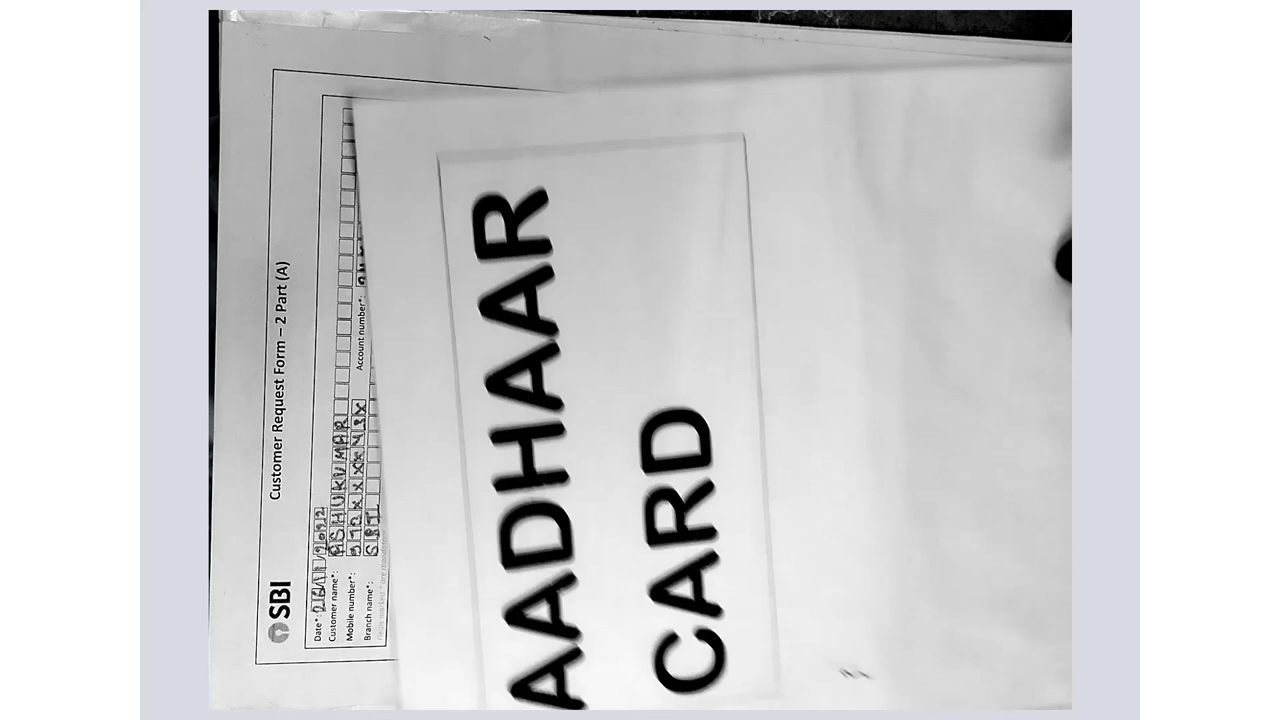 SBI
Customer Request Form – 2 Part (A)
Date*:
Customer name*: ASHUKUMAR
Mobile number*: Account number*:
Branch name*: SBI
AADHAAR
CARD